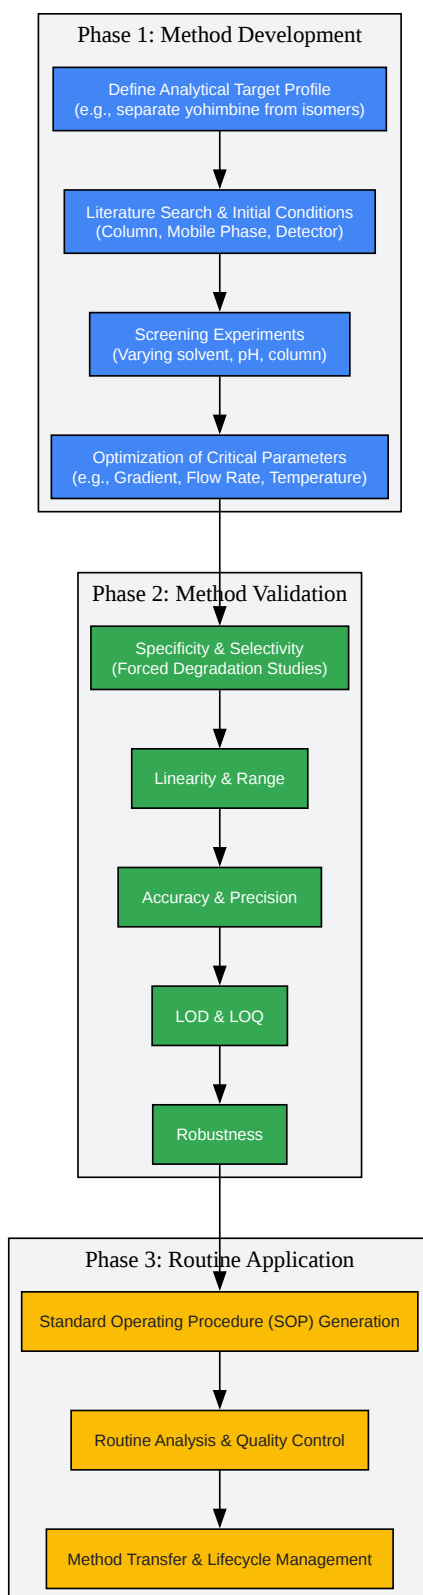 Phase 1: Method Development
Define Analytical Target Profile
(e.g., separate yohimbine from isomers)
Literature Search & Initial Conditions
(Column, Mobile Phase, Detector)
Screening Experiments
(Varying solvent, pH, column)
Optimization of Critical Parameters
(e.g., Gradient, Flow Rate, Temperature)
Phase 2: Method Validation
Specificity & Selectivity
(Forced Degradation Studies)
Linearity & Range
Accuracy & Precision
LOD & LOQ
Robustness
Phase 3: Routine Application
Standard Operating Procedure (SOP) Generation
Routine Analysis & Quality Control
Method Transfer & Lifecycle Management